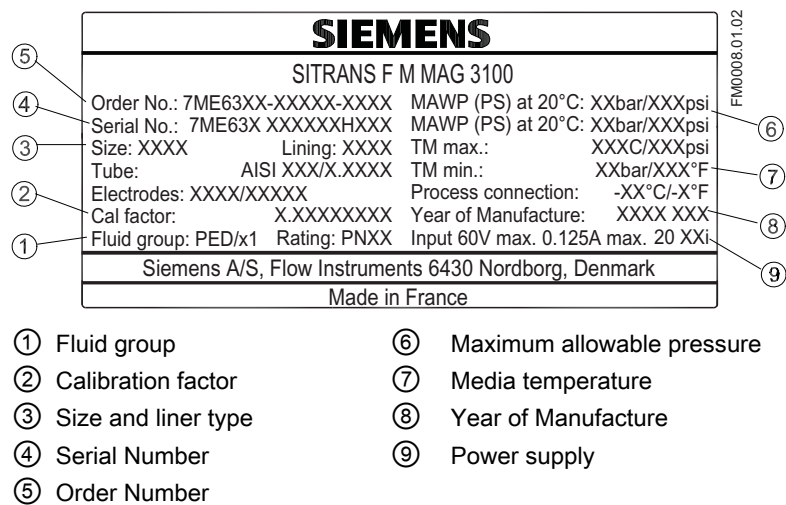 SIEMENS
SITRANS F M MAG 3100
Order No.: 7ME63XX-XXXXX-XXXX MAWP (PS) at 20°C: XXbar/XXXpsi
Serial No.: 7ME63X XXXXXXHXXX MAWP (PS) at 20°C: XXbar/XXXpsi
Size: XXXX Lining: XXXX TM max.: XXXC/XXXpsi
Tube: AISI XXX/X.XXXX TM min.: XXbar/XXX°F
Electrodes: XXXX/XXXXX Process connection: -XX°C/-X°F
Cal factor: X.XXXXXXXX Year of Manufacture: XXXX XXX
Fluid group: PED/x1 Rating: PNXX Input 60V max. 0.125A max. 20 XXi
Siemens A/S, Flow Instruments 6430 Nordborg, Denmark
Made in France
FM0008.01.02
⑤
④
③
②
①
⑥
⑦
⑧
⑨
① Fluid group
② Calibration factor
③ Size and liner type
④ Serial Number
⑤ Order Number
⑥ Maximum allowable pressure
⑦ Media temperature
⑧ Year of Manufacture
⑨ Power supply